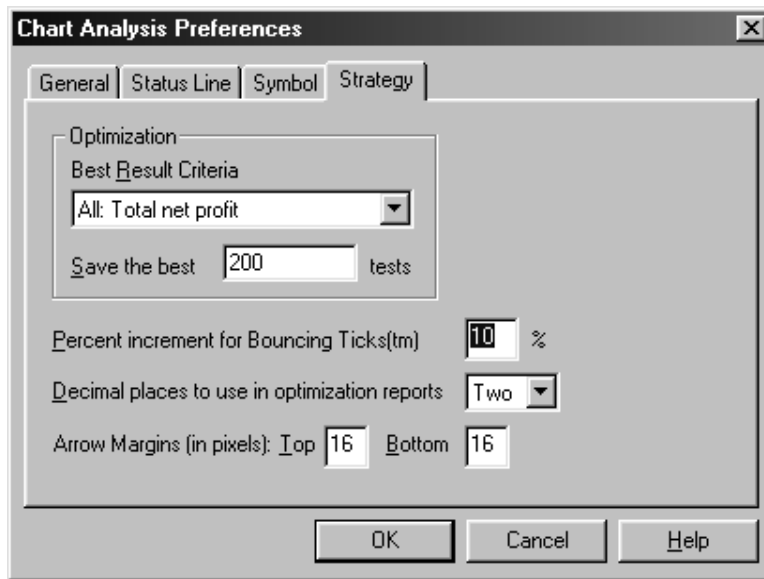 Chart Analysis Preferences
General Status Line Symbol Strategy
Optimization
Best Result Criteria
All: Total net profit
Save the best 200 tests
Percent increment for Bouncing Ticks(tm) 10 %
Decimal places to use in optimization reports Two
Arrow Margins (in pixels): Top 16 Bottom 16
OK Cancel Help